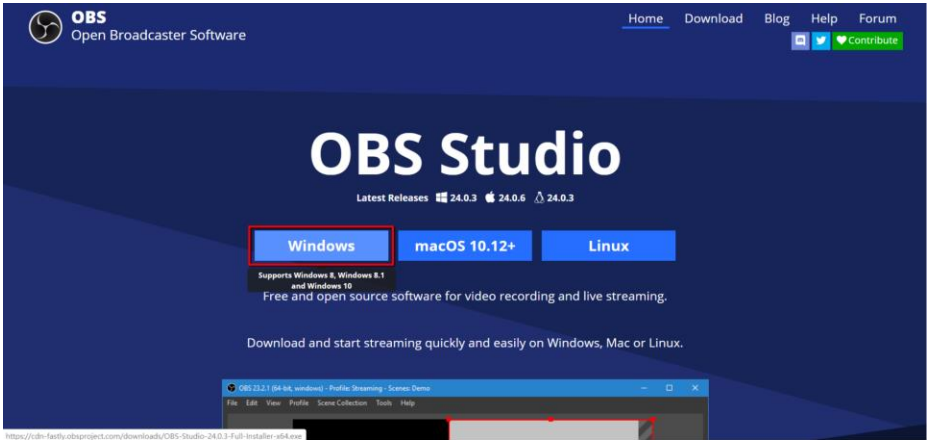 OBS
Open Broadcaster Software
Home Download Blog Help Forum
Contribute
OBS Studio
Latest Releases 24.0.3 24.0.6 24.0.3
Windows macOS 10.12+ Linux
Supports Windows 8, Windows 8.1
and Windows 10
Free and open source software for video recording and live streaming.
Download and start streaming quickly and easily on Windows, Mac or Linux.
OBS 23.2.1 (64-bit, windows) - Profile: Streaming - Scenes: Demo
File Edit View Profile Scene Collection Tools Help
https://cdn-fastly.obsproject.com/downloads/OBS-Studio-24.0.3-Full-Installer-x64.exe